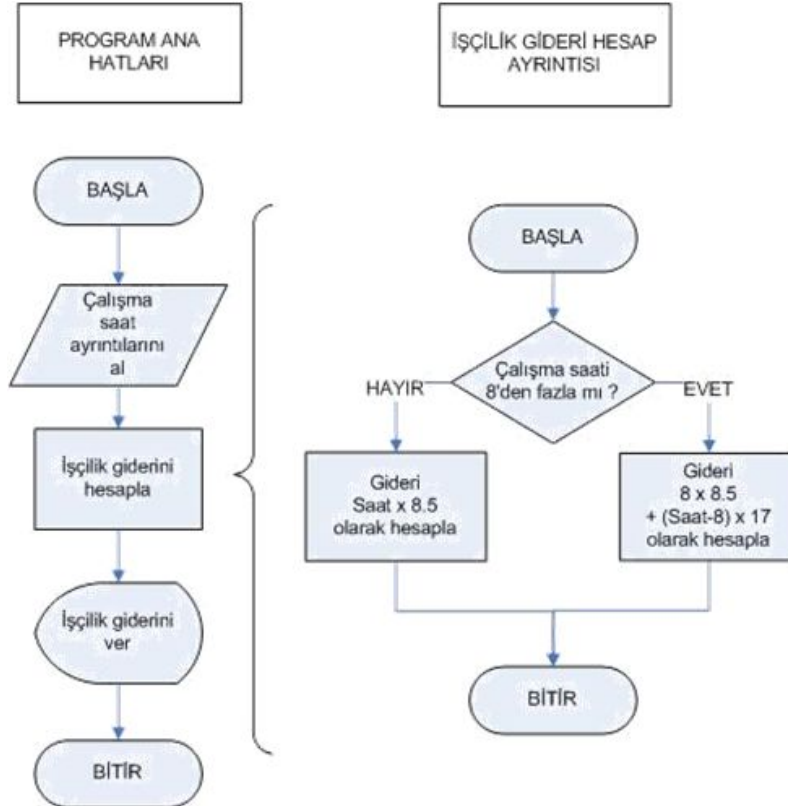 PROGRAM ANA
HATLARI
BAŞLA
Çalışma
saat
ayrıntılarını
al
İşçilik giderini
hesapla
İşçilik giderini
ver
BİTİR
İŞÇİLİK GİDERİ HESAP
AYRINTISI
BAŞLA
Çalışma saati
8'den fazla mı ?
HAYIR
EVET
Gideri
Saat x 8.5
olarak hesapla
Gideri
8 x 8.5
+ (Saat-8) x 17
olarak hesapla
BİTİR